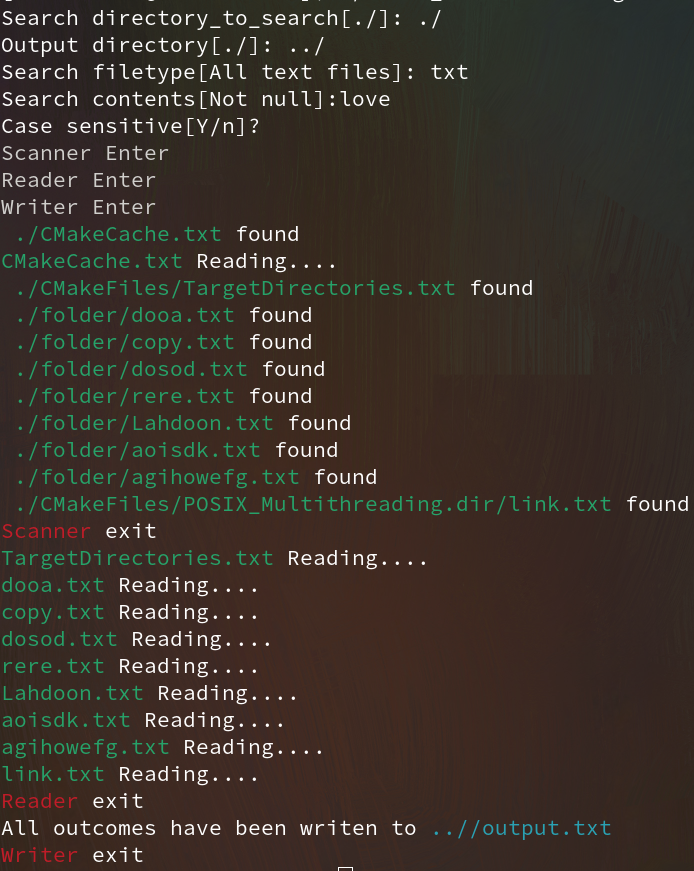 Search directory_to_search[./]: ./
Output directory[./]: ../
Search filetype[All text files]: txt
Search contents[Not null]:love
Case sensitive[Y/n]?
Scanner Enter
Reader Enter
Writer Enter
 ./CMakeCache.txt found
CMakeCache.txt Reading....
 ./CMakeFiles/TargetDirectories.txt found
 ./folder/dooa.txt found
 ./folder/copy.txt found
 ./folder/dosod.txt found
 ./folder/rere.txt found
 ./folder/Lahdoon.txt found
 ./folder/aoisdk.txt found
 ./folder/agihowefg.txt found
 ./CMakeFiles/POSIX_Multithreading.dir/link.txt found
Scanner exit
TargetDirectories.txt Reading....
dooa.txt Reading....
copy.txt Reading....
dosod.txt Reading....
rere.txt Reading....
Lahdoon.txt Reading....
aoisdk.txt Reading....
agihowefg.txt Reading....
link.txt Reading....
Reader exit
All outcomes have been writen to ..//output.txt
Writer exit